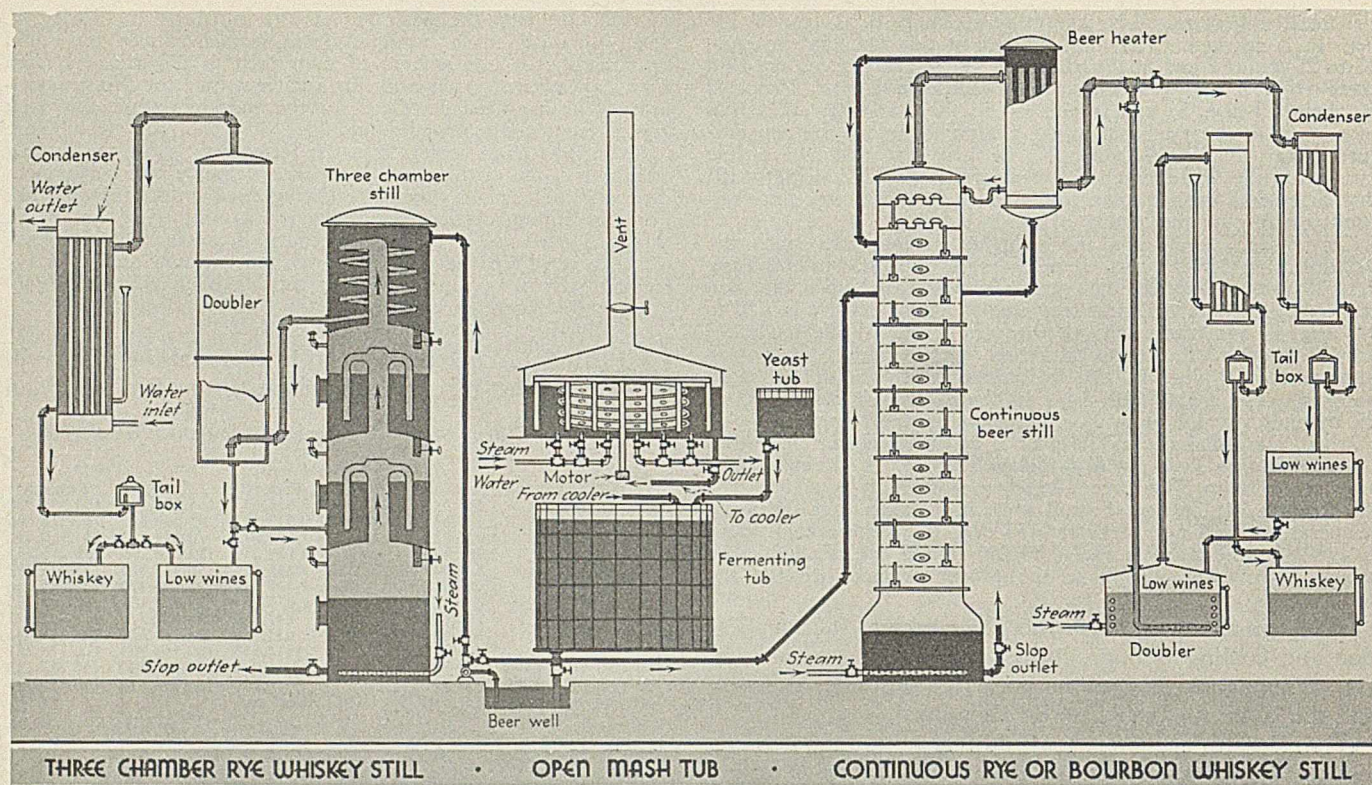 Condenser
Water
outlet
Doubler
Water
inlet
Tail
box
Whiskey
Low wines
Slop outlet
Three chamber
still
Steam
Vent
Steam
Water
Motor
Outlet
From cooler
To cooler
Yeast
tub
Fermenting
tub
Beer well
Beer heater
Continuous
beer still
Steam
Slop
outlet
Condenser
Tail
box
Low wines
Low wines
Whiskey
Steam
Doubler
THREE CHAMBER RYE WHISKEY STILL · OPEN MASH TUB · CONTINUOUS RYE OR BOURBON WHISKEY STILL